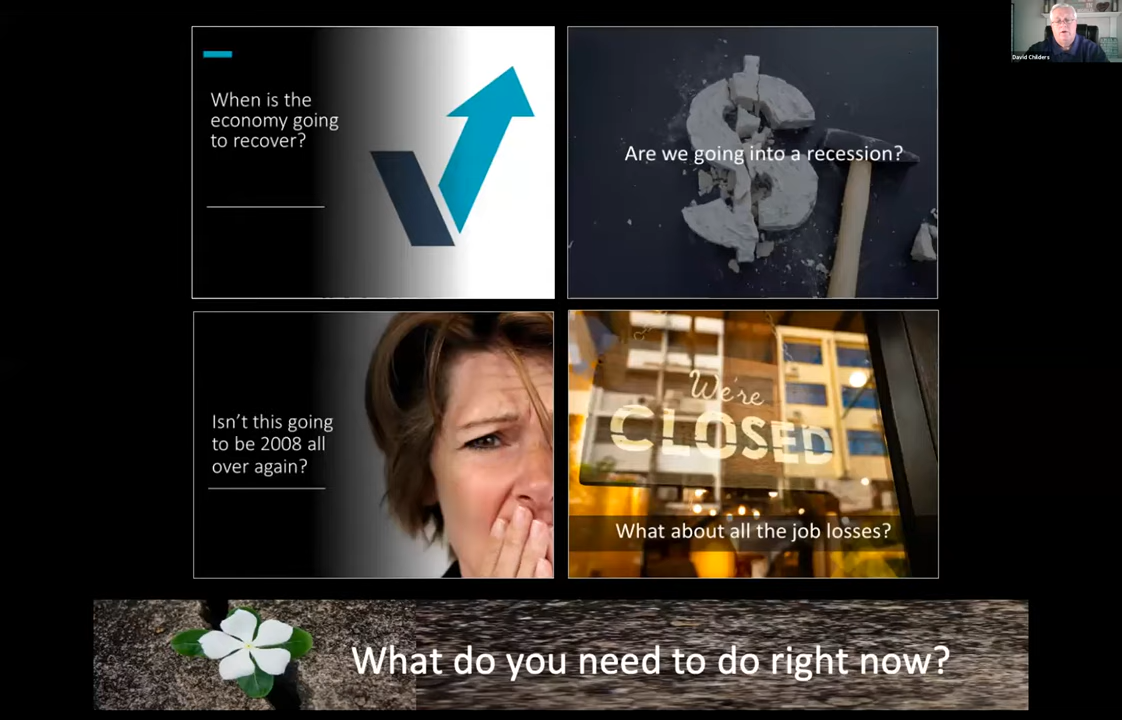 When is the
economy going
to recover?
Are we going into a recession?
David Childers
Isn't this going
to be 2008 all
over again?
We're
CLOSED
What about all the job losses?
What do you need to do right now?